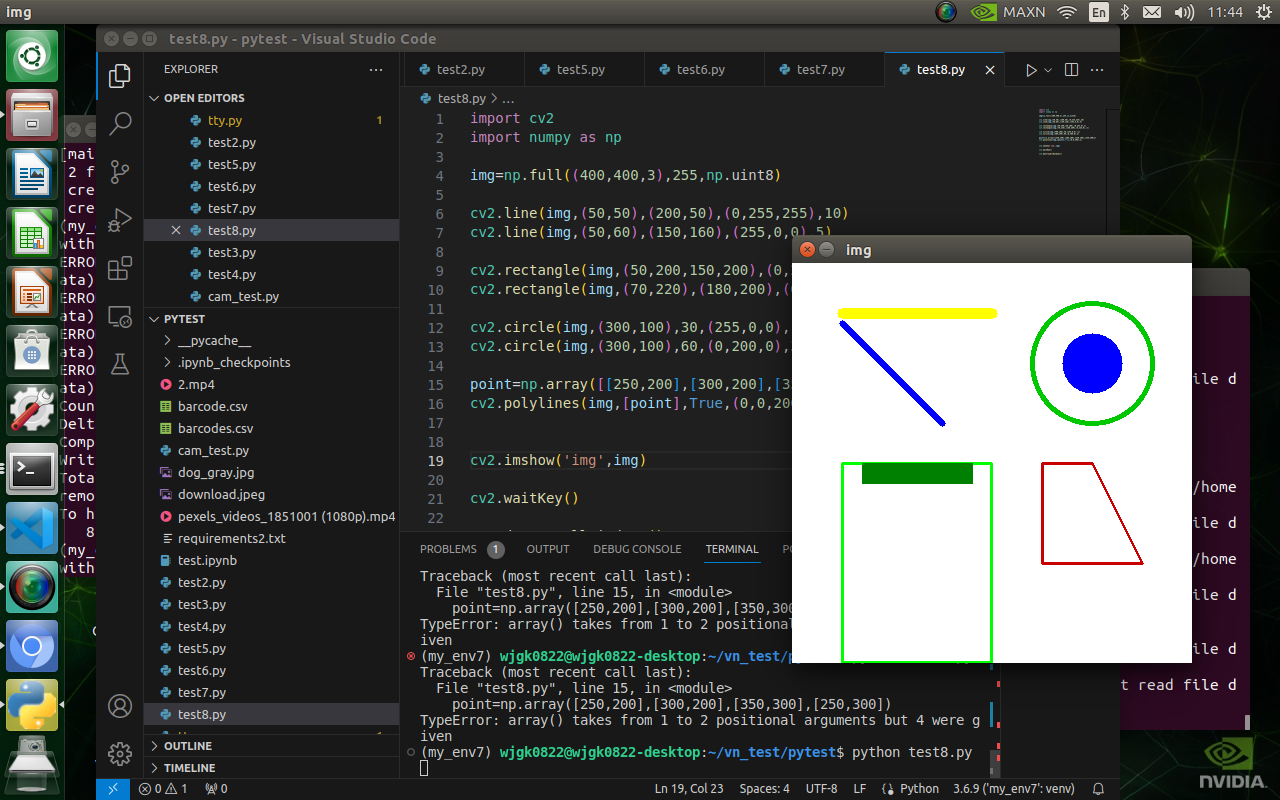 img
MAXN
En
11:44
test8.py - pytest - Visual Studio Code
EXPLORER
OPEN EDITORS
tty.py 1
test2.py
test5.py
test6.py
test7.py
test8.py
test3.py
test4.py
cam_test.py
PYTEST
__pycache__
.ipynb_checkpoints
2.mp4
barcode.csv
barcodes.csv
cam_test.py
dog_gray.jpg
download.jpeg
pexels_videos_1851001 (1080p).mp4
requirements2.txt
test.ipynb
test2.py
test3.py
test4.py
test5.py
test6.py
test7.py
test8.py
OUTLINE
TIMELINE
test2.py test5.py test6.py test7.py test8.py
test8.py > ...
1 import cv2
2 import numpy as np
3
4 img=np.full((400,400,3),255,np.uint8)
5
6 cv2.line(img,(50,50),(200,50),(0,255,255),10)
7 cv2.line(img,(50,60),(150,160),(255,0,0),5)
8
9 cv2.rectangle(img,(50,200,150,200),(0,
10 cv2.rectangle(img,(70,220),(180,200),(
11
12 cv2.circle(img,(300,100),30,(255,0,0),
13 cv2.circle(img,(300,100),60,(0,200,0),
14
15 point=np.array([[250,200],[300,200],[3
16 cv2.polylines(img,[point],True,(0,0,200
17
18
19 cv2.imshow('img',img)
20
21 cv2.waitKey()
22
PROBLEMS 1 OUTPUT DEBUG CONSOLE TERMINAL
Traceback (most recent call last):
File "test8.py", line 15, in <module>
point=np.array([250,200],[300,200],[350,300
TypeError: array() takes from 1 to 2 positional
iven
(my_env7) wjgk0822@wjgk0822-desktop:~/vn_test/p
Traceback (most recent call last):
File "test8.py", line 15, in <module>
point=np.array([250,200],[300,200],[350,300],[250,300])
TypeError: array() takes from 1 to 2 positional arguments but 4 were g
iven
(my_env7) wjgk0822@wjgk0822-desktop:~/vn_test/pytest$ python test8.py
0 1 0
Ln 19, Col 23 Spaces: 4 UTF-8 LF Python 3.6.9 ('my_env7': venv)
img
[mai
2 f
cre
cre
(my_
with
ERRO
ata)
ERRO
ata)
ERRO
ata)
ERRO
ata)
Coun
Delt
Comp
Writ
Tota
remo
To h
8
(my_
with
ile d
/home
ile d
/home
ile d
ile d
t read file d
NVIDIA.